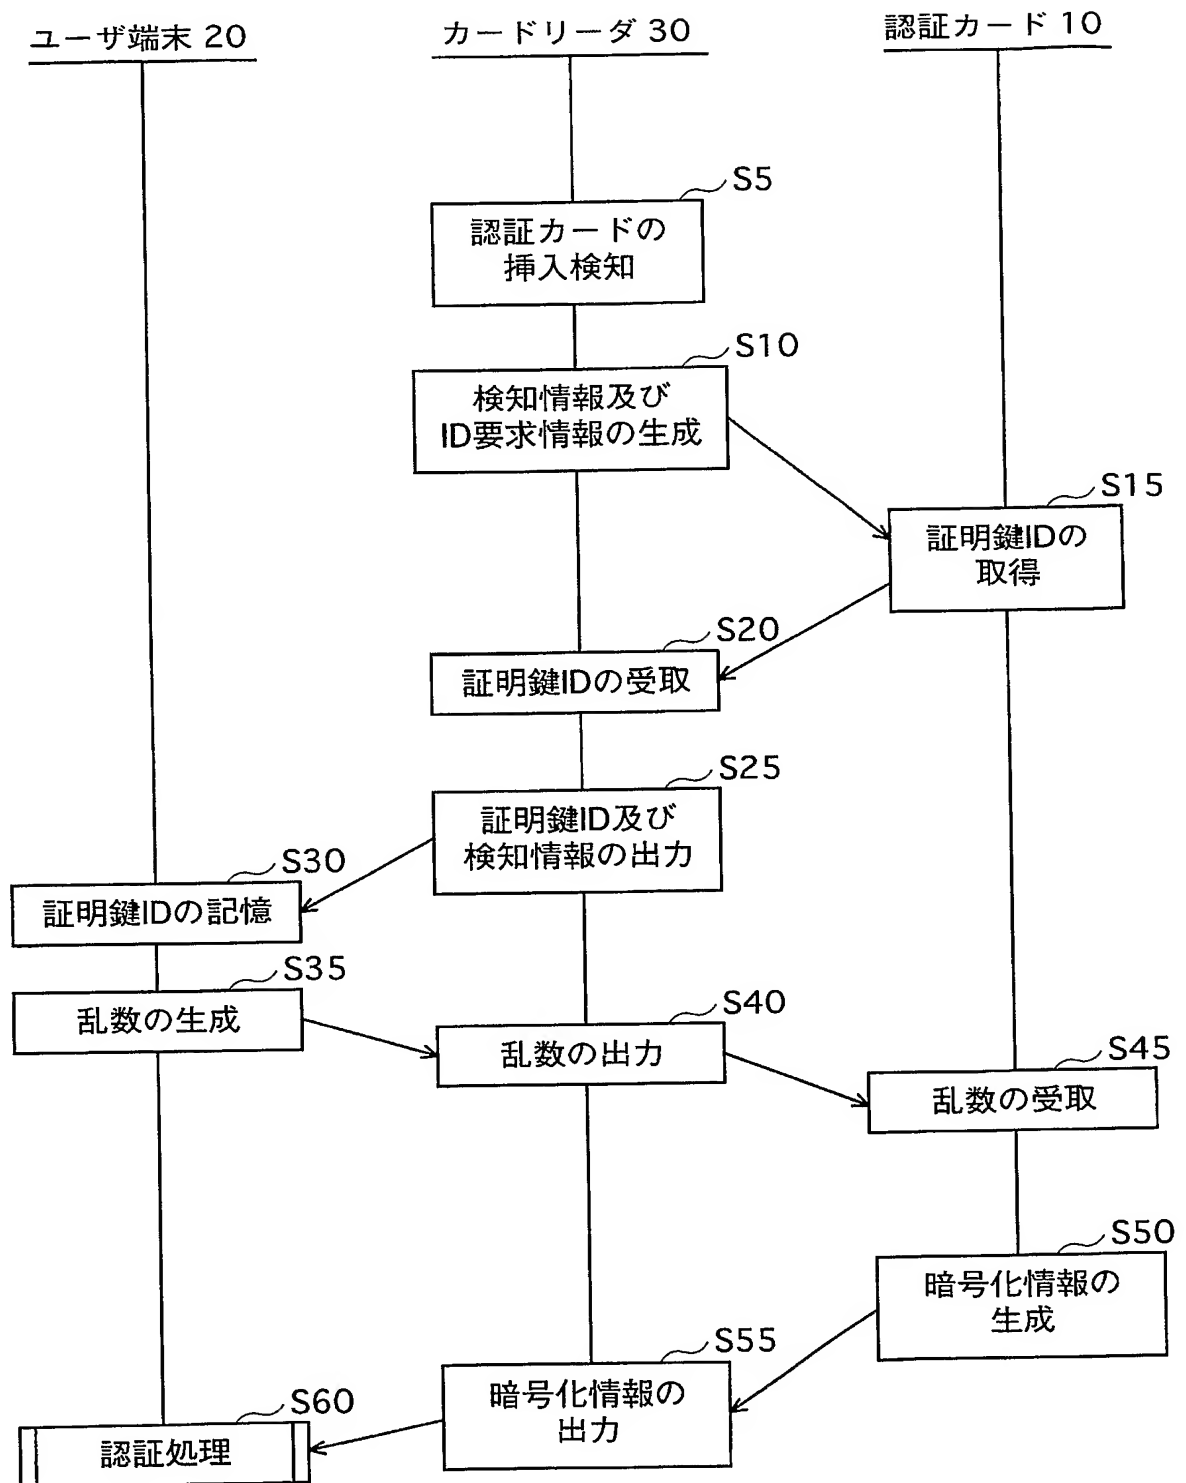 ユーザ端末 20
カードリーダ 30
認証カード 10
S5
認証カードの
挿入検知
S10
検知情報及び
ID要求情報の生成
S15
証明鍵IDの
取得
S20
証明鍵IDの受取
S25
証明鍵ID及び
検知情報の出力
S30
証明鍵IDの記憶
S35
乱数の生成
S40
乱数の出力
S45
乱数の受取
S50
暗号化情報の
生成
S55
暗号化情報の
出力
S60
認証処理